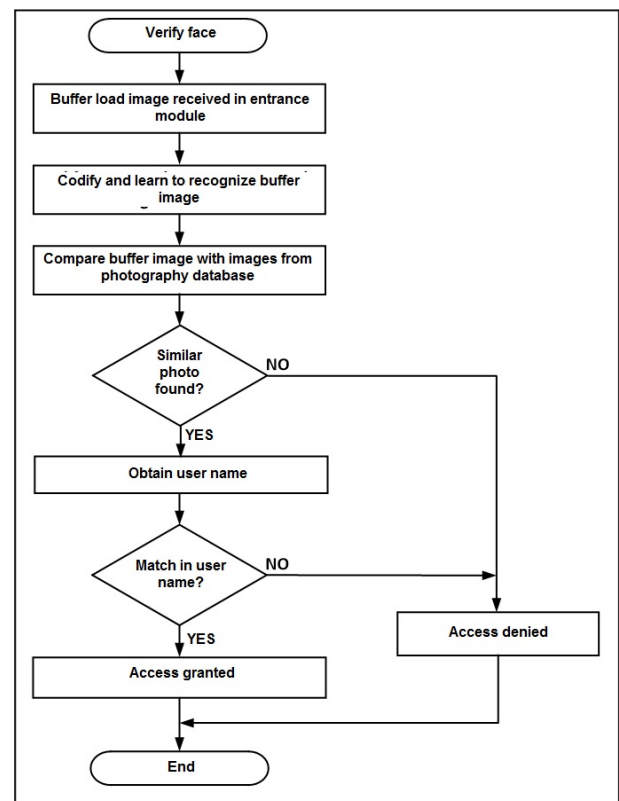 Verify face
Buffer load image received in entrance
module
Codify and learn to recognize buffer
image
Compare buffer image with images from
photography database
Similar
photo
found?
NO
YES
Obtain user name
Match in user
name?
NO
YES
Access denied
Access granted
End